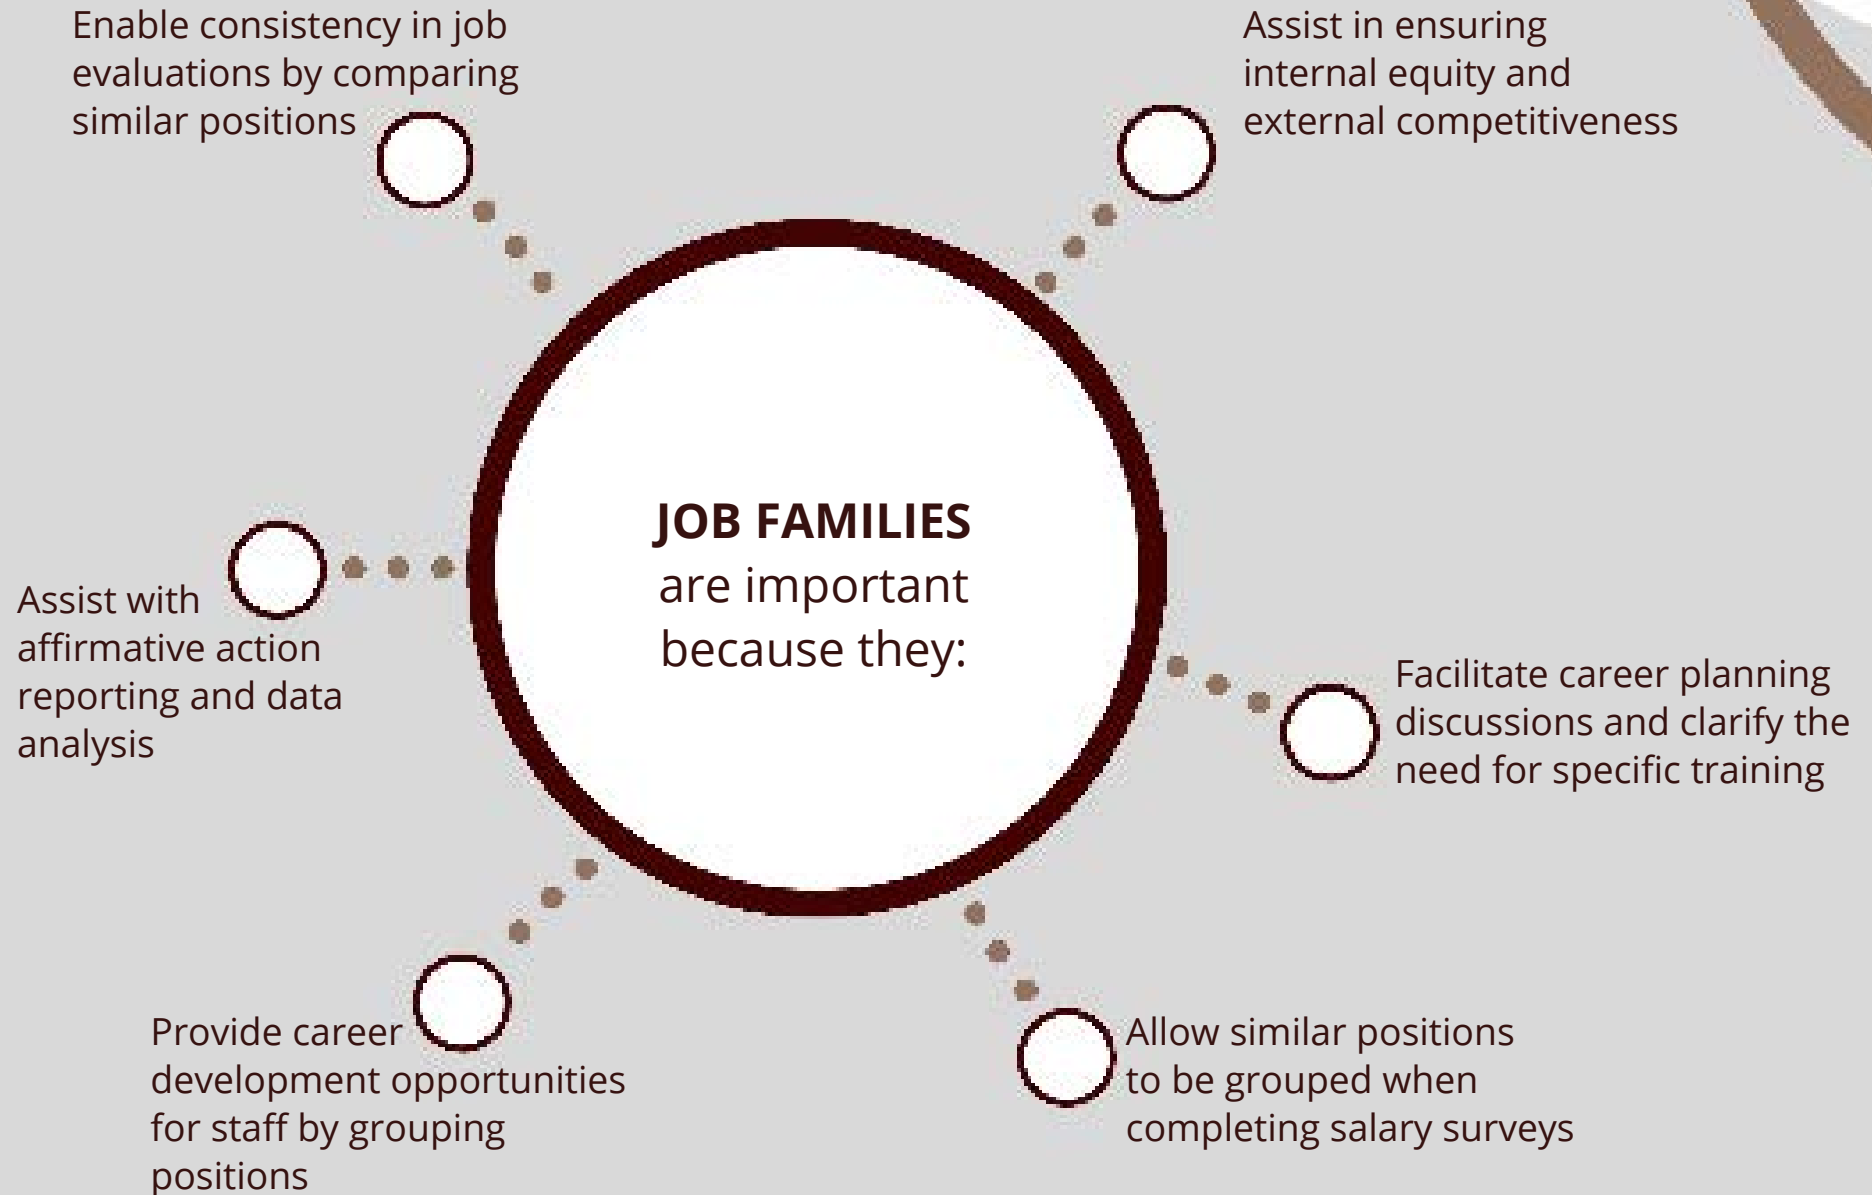 Enable consistency in job
evaluations by comparing
similar positions
Assist in ensuring
internal equity and
external competitiveness
JOB FAMILIES
are important
because they:
Assist with
affirmative action
reporting and data
analysis
Facilitate career planning
discussions and clarify the
need for specific training
Provide career
development opportunities
for staff by grouping
positions
Allow similar positions
to be grouped when
completing salary surveys